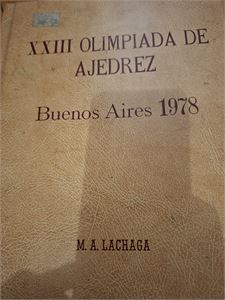 XXIII OLIMPIADA DE
AJEDREZ
Buenos Aires 1978
M. A. LACHAGA